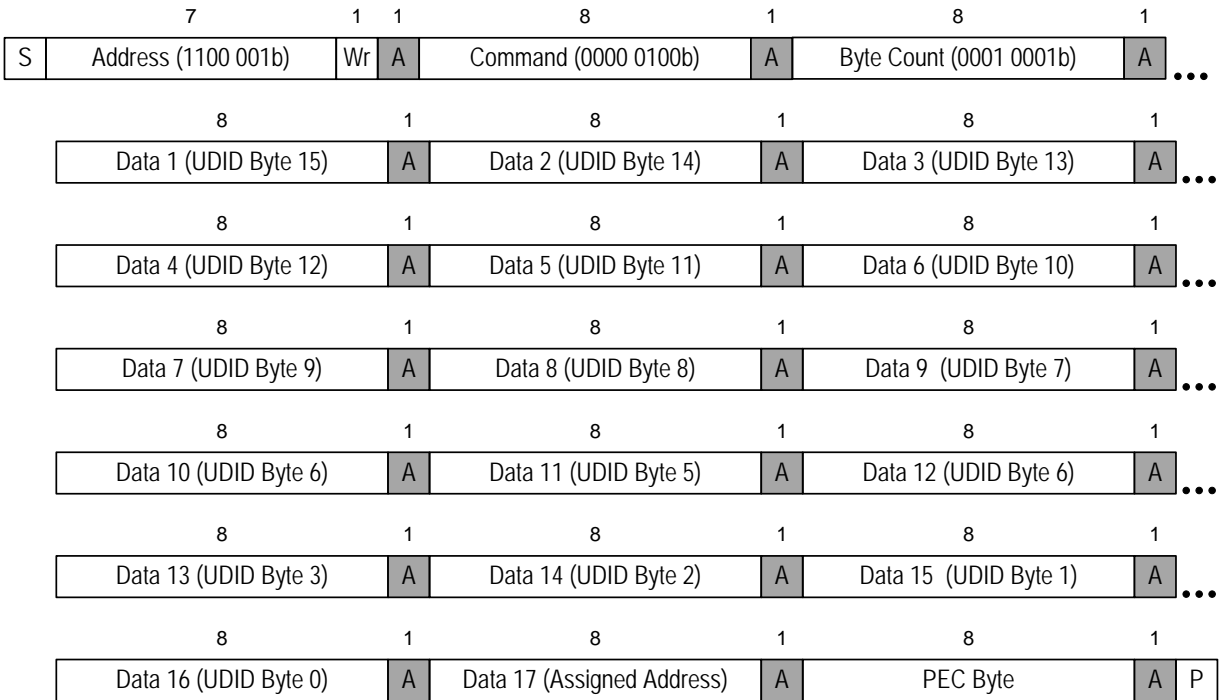 7 1 1 8 1 8 1
S Address (1100 001b) Wr A Command (0000 0100b) A Byte Count (0001 0001b) A ●●●
8 1 8 1 8 1
Data 1 (UDID Byte 15) A Data 2 (UDID Byte 14) A Data 3 (UDID Byte 13) A ●●●
8 1 8 1 8 1
Data 4 (UDID Byte 12) A Data 5 (UDID Byte 11) A Data 6 (UDID Byte 10) A ●●●
8 1 8 1 8 1
Data 7 (UDID Byte 9) A Data 8 (UDID Byte 8) A Data 9 (UDID Byte 7) A ●●●
8 1 8 1 8 1
Data 10 (UDID Byte 6) A Data 11 (UDID Byte 5) A Data 12 (UDID Byte 6) A ●●●
8 1 8 1 8 1
Data 13 (UDID Byte 3) A Data 14 (UDID Byte 2) A Data 15 (UDID Byte 1) A ●●●
8 1 8 1 8 1
Data 16 (UDID Byte 0) A Data 17 (Assigned Address) A PEC Byte A P